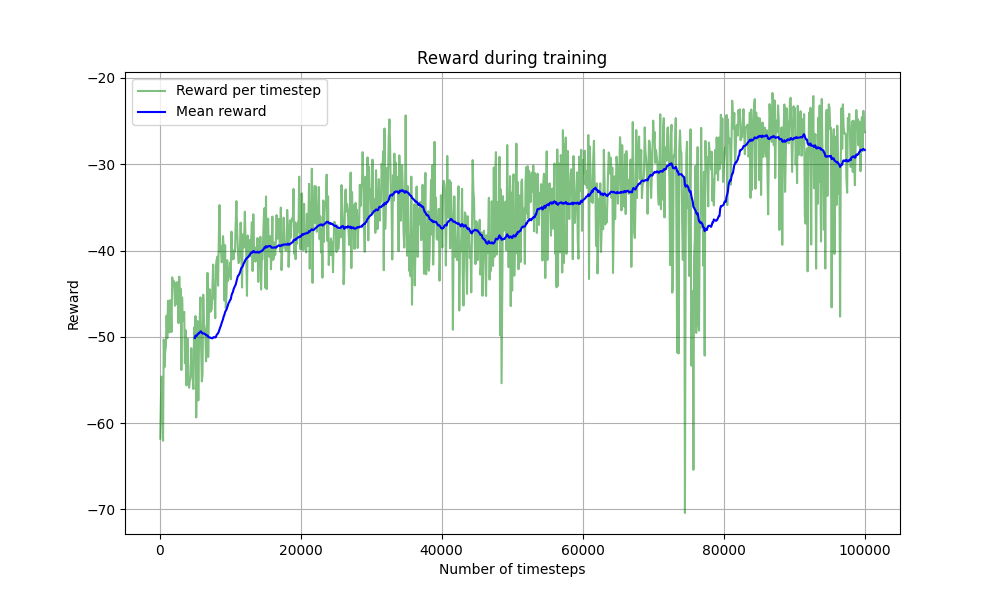 Reward during training
Reward per timestep
Mean reward
Reward
−20
−30
−40
−50
−60
−70
0
20000
40000
60000
80000
100000
Number of timesteps